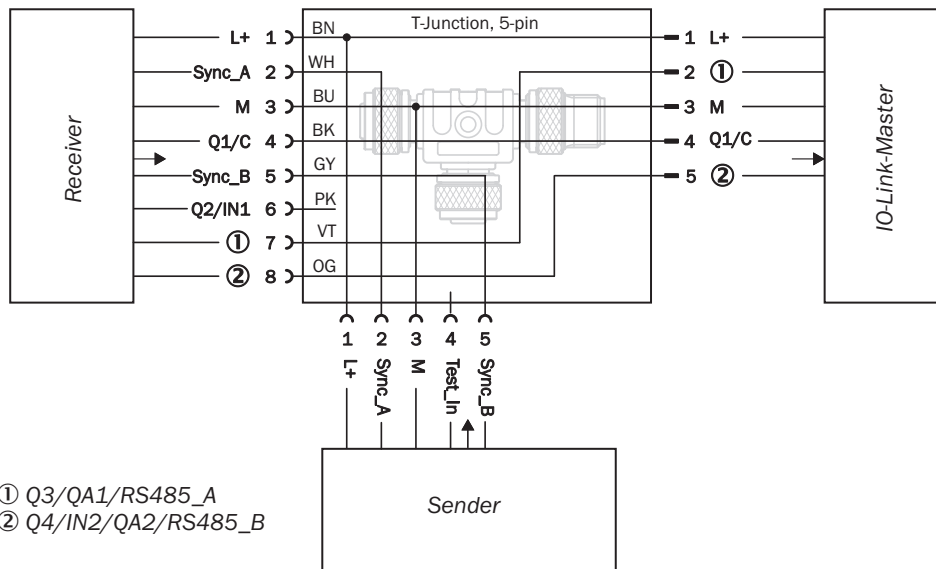 T-Junction, 5-pin
Receiver
L+ 1 BN
Sync_A 2 WH
M 3 BU
Q1/C 4 BK
Sync_B 5 GY
Q2/IN1 6 PK
① 7 VT
② 8 OG
1 L+
2 ①
3 M
4 Q1/C
5 ②
IO-Link-Master
1 2 3 4 5
L+ Sync_A M Test_In Sync_B
Sender
① Q3/QA1/RS485_A
② Q4/IN2/QA2/RS485_B